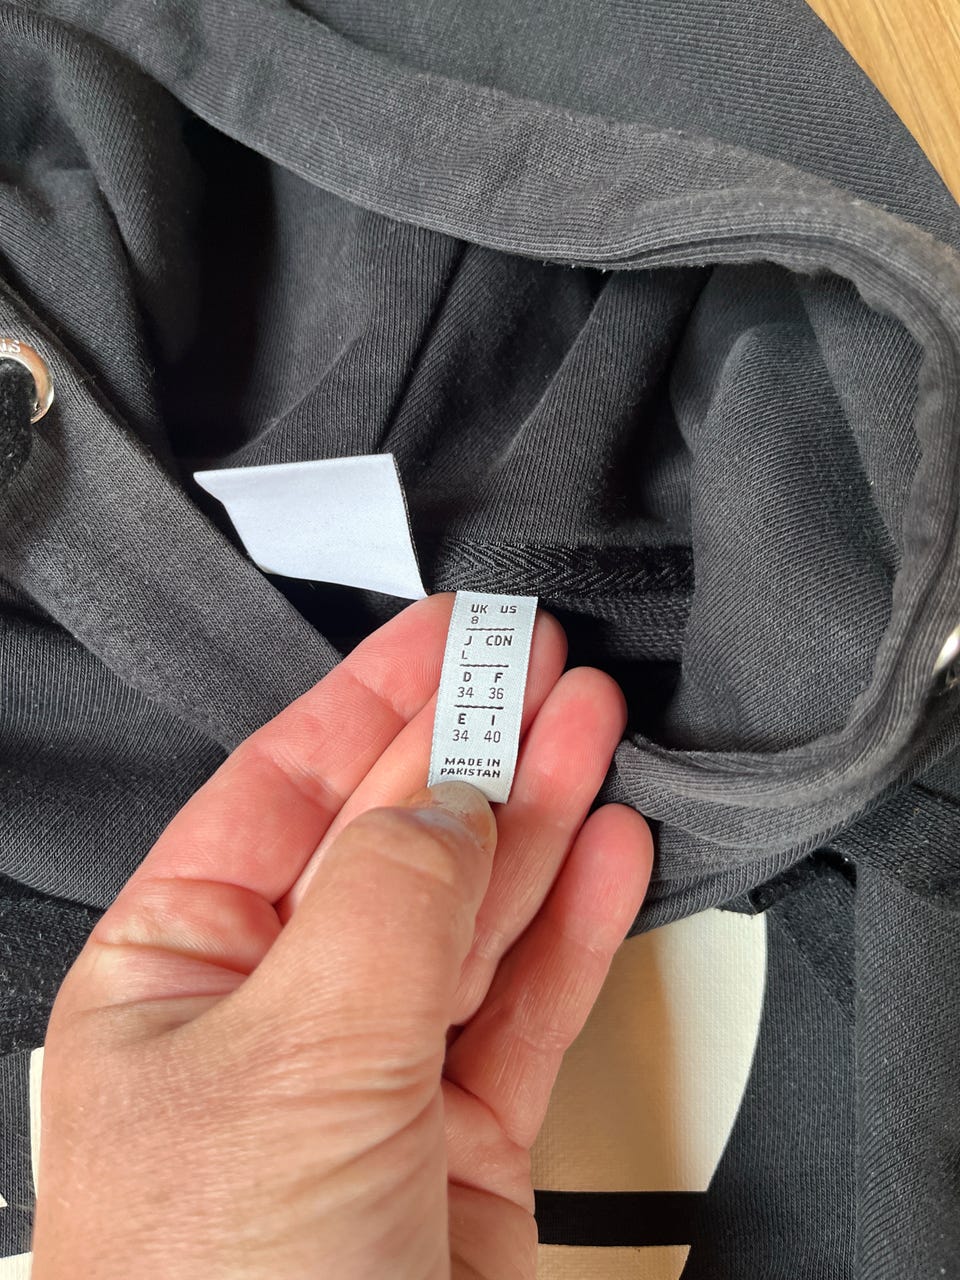 UK US
8
J CDN
L
D F
34 36
E I
34 40
MADE IN
PAKISTAN